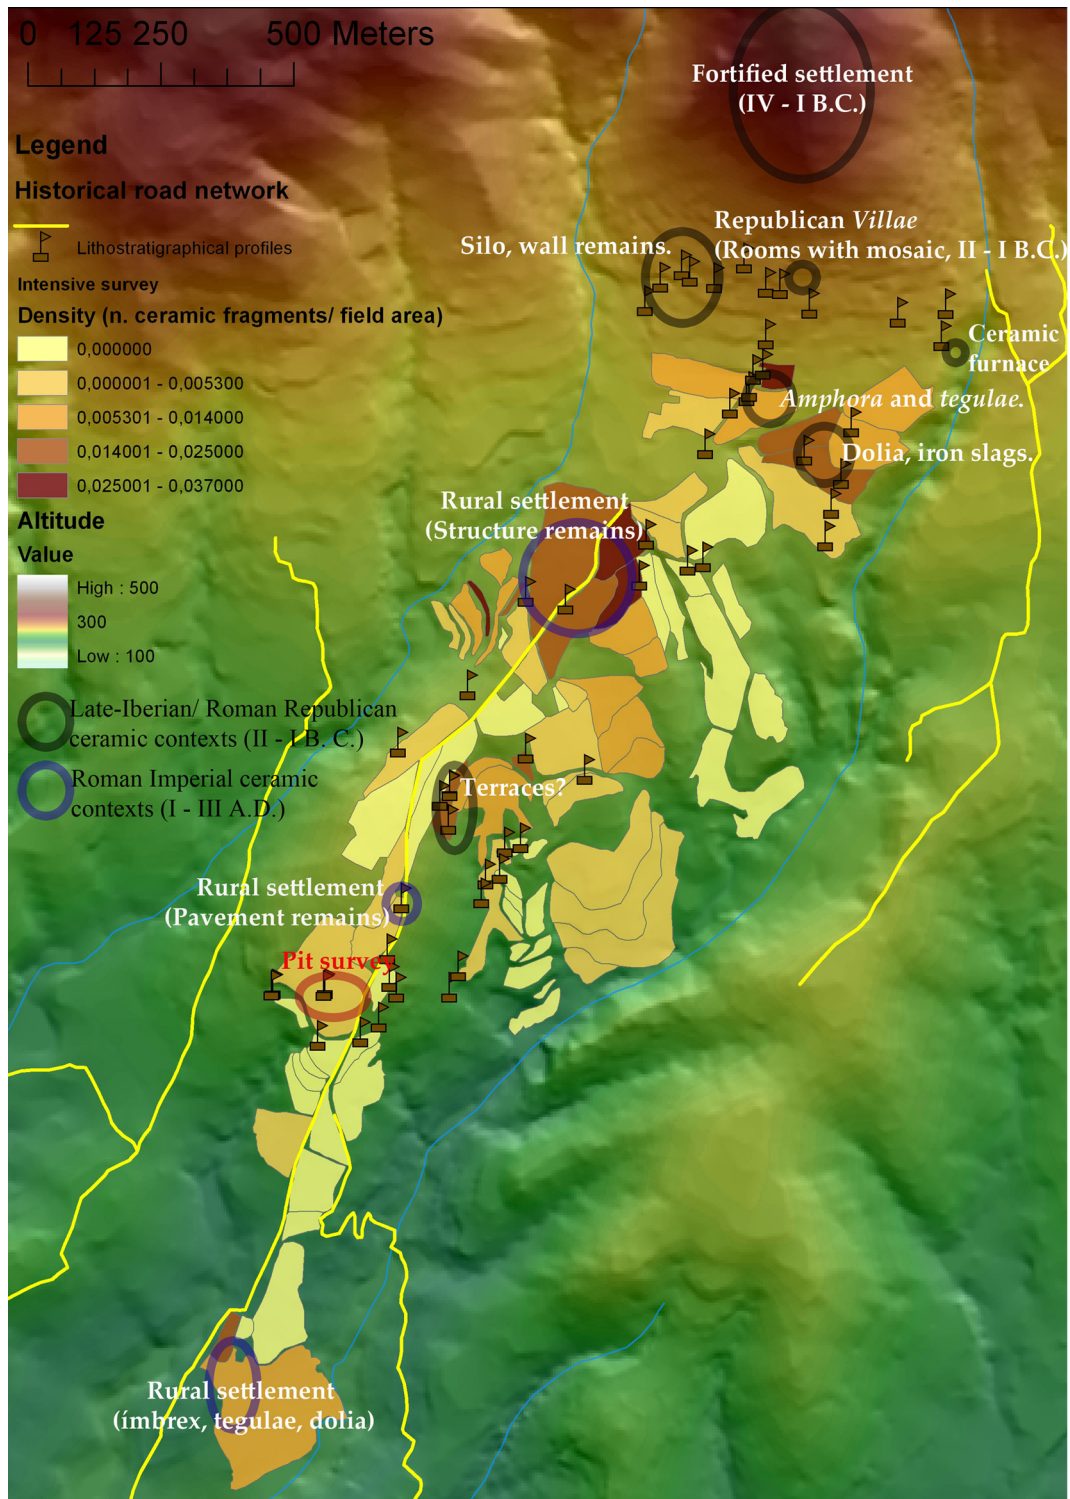 0 125 250 500 Meters
Legend
Historical road network
Lithostratigraphical profiles
Intensive survey
Density (n. ceramic fragments/ field area)
0,000000
0,000001 - 0,005300
0,005301 - 0,014000
0,014001 - 0,025000
0,025001 - 0,037000
Altitude
Value
High : 500
300
Low : 100
Late-Iberian/ Roman Republican
ceramic contexts (II - I B. C.)
Roman Imperial ceramic
contexts (I - III A.D.)
Fortified settlement
(IV - I B.C.)
Republican Villae
(Rooms with mosaic, II - I B.C.)
Silo, wall remains.
Ceramic
furnace
Amphora and tegulae.
Dolia, iron slags.
Rural settlement
(Structure remains)
Terraces?
Rural settlement
(Pavement remains)
Pit survey
Rural settlement
(ímbrex, tegulae, dolia)